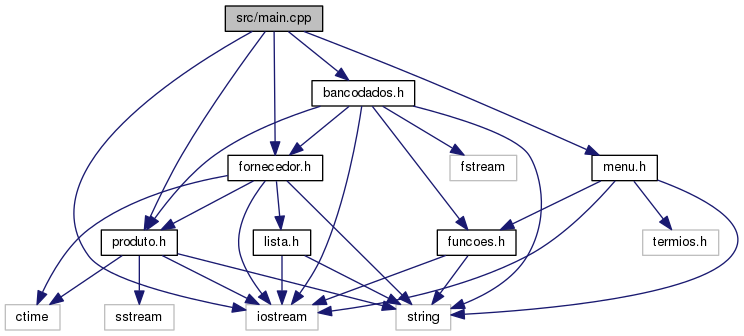 src/main.cpp
bancodados.h
fornecedor.h
fstream
menu.h
produto.h
lista.h
funcoes.h
termios.h
ctime
sstream
iostream
string